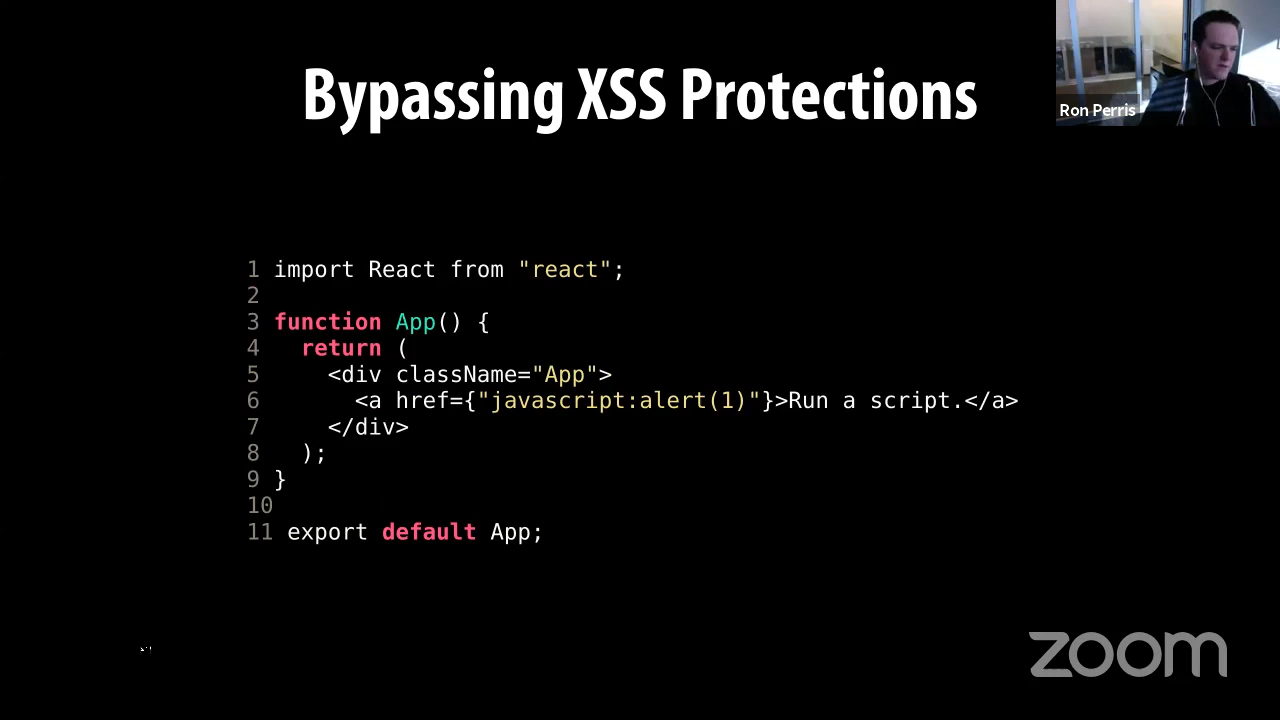 Bypassing XSS Protections
Ron Perris
1 import React from "react";
2
3 function App() {
4   return (
5     <div className="App">
6       <a href={"javascript:alert(1)"}>Run a script.</a>
7     </div>
8   );
9 }
10
11 export default App;
zoom